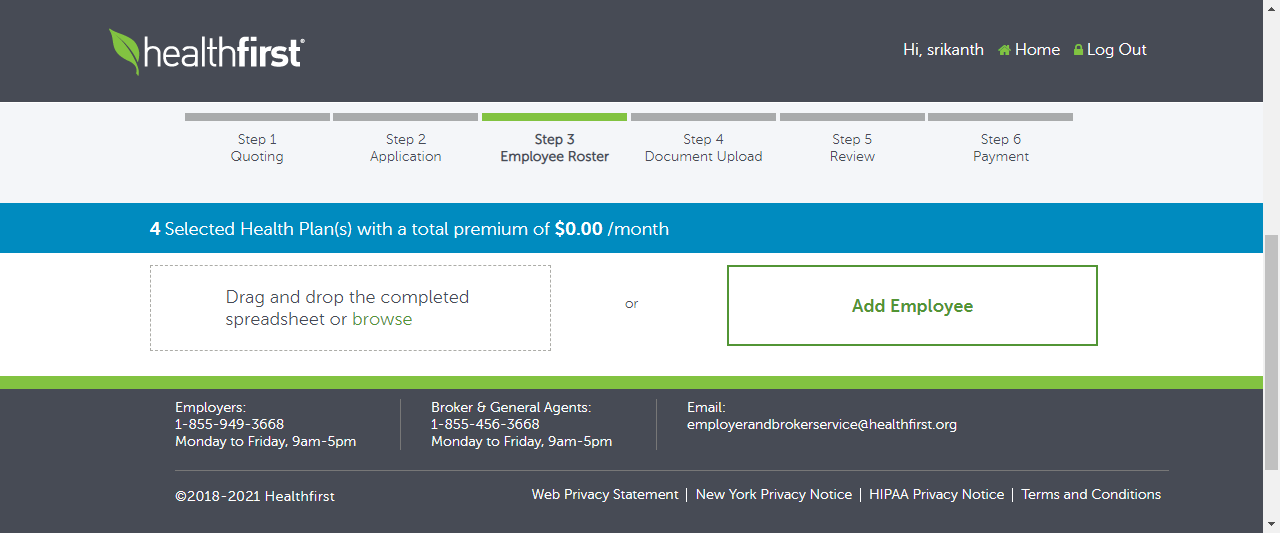 healthfirst®
Hi, srikanth Home Log Out
Step 1
Quoting
Step 2
Application
Step 3
Employee Roster
Step 4
Document Upload
Step 5
Review
Step 6
Payment
4 Selected Health Plan(s) with a total premium of $0.00 /month
Drag and drop the completed
spreadsheet or browse
or
Add Employee
Employers:
1-855-949-3668
Monday to Friday, 9am-5pm
Broker & General Agents:
1-855-456-3668
Monday to Friday, 9am-5pm
Email:
employerandbrokerservice@healthfirst.org
©2018-2021 Healthfirst
Web Privacy Statement | New York Privacy Notice | HIPAA Privacy Notice | Terms and Conditions